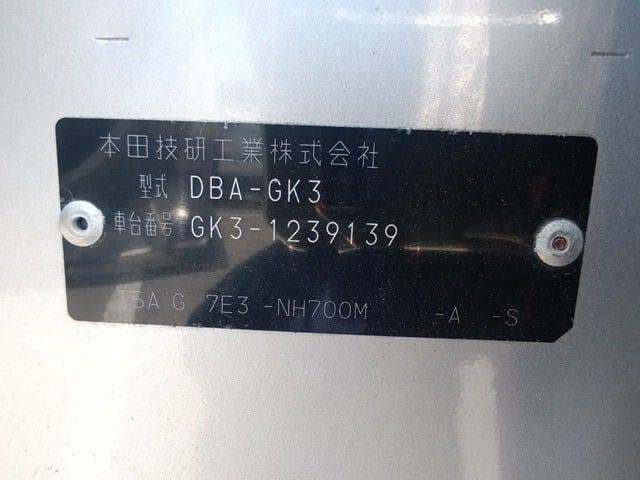 本田技研工業株式会社
型式 DBA-GK3
車台番号 GK3-1239139
7E3 -NH700M -A -S